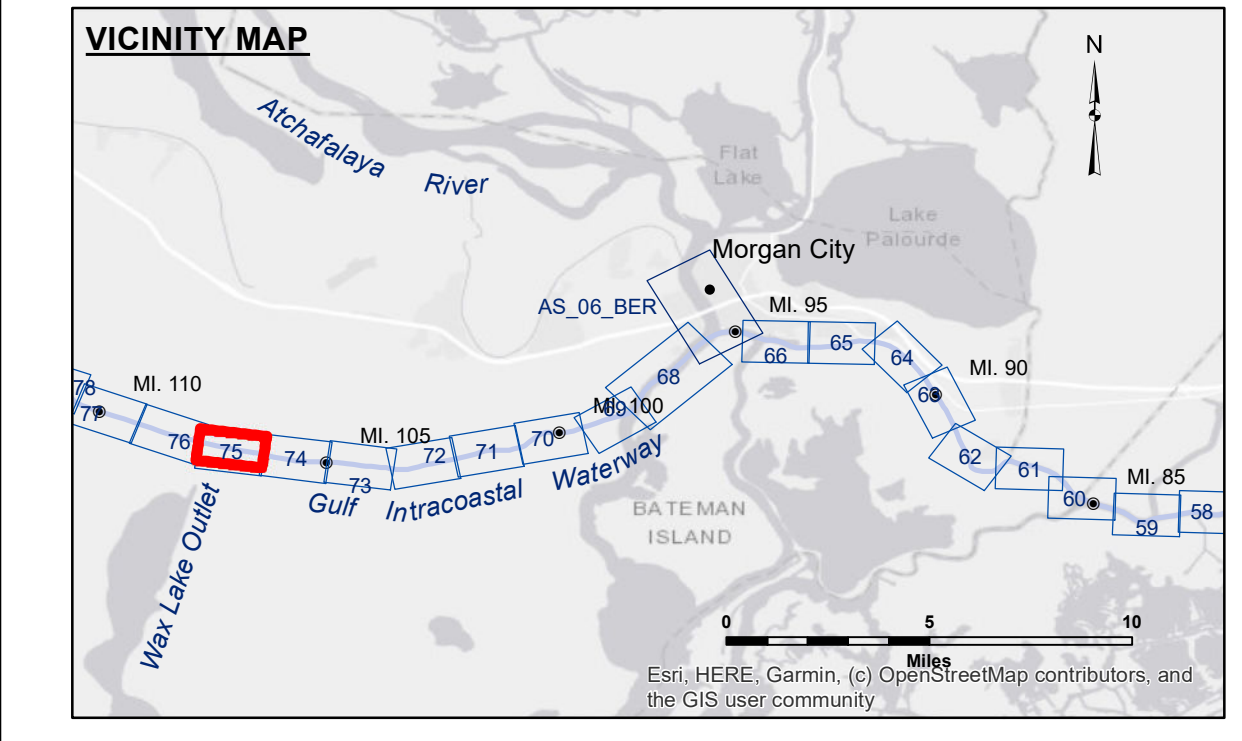 VICINITY MAP
N
Atchafalaya
River
Flat
Lake
Lake
Palourde
Morgan City
AS_06_BER
MI. 95
66
65
64
MI. 90
63
68
69
MI. 100
78
77
MI. 110
76
75
74
MI. 105
73
72
71
70
62
61
60
MI. 85
59
58
Gulf
Intracoastal
Waterway
Wax Lake Outlet
BATEMAN
ISLAND
0
5
10
Miles
Esri, HERE, Garmin, (c) OpenStreetMap contributors, and
the GIS user community